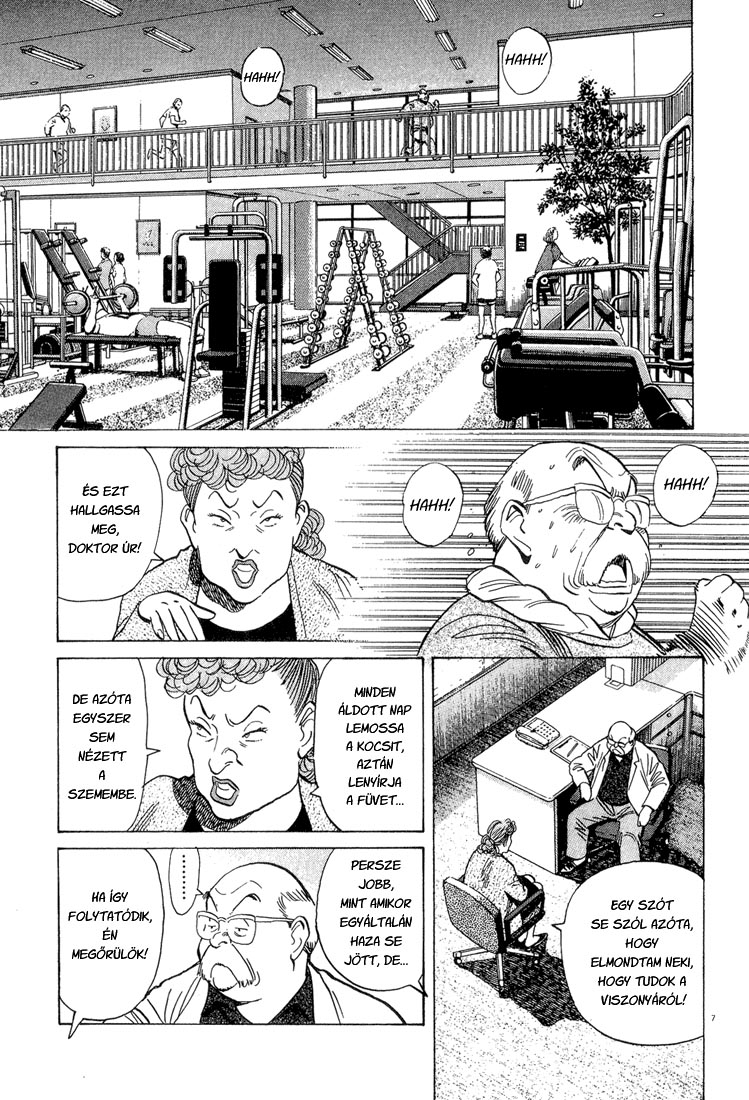 HAHH!
HAHH!
HAHH!
HAHH!
ÉS EZT
HALLGASSA
MEG,
DOKTOR ÚR!
EGY SZÓT
SE SZÓL AZÓTA,
HOGY
ELMONDTAM NEKI,
HOGY TUDOK A
VISZONYÁRÓL!
MINDEN
ÁLDOTT NAP
LEMOSSA
A KOCSIT,
AZTÁN
LENYÍRJA
A FÜVET...
DE AZÓTA
EGYSZER
SEM
NÉZETT
A
SZEMEMBE.
PERSZE
JOBB,
MINT AMIKOR
EGYÁLTALÁN
HAZA SE
JÖTT, DE...
......
HA ÍGY
FOLYTATÓDIK,
ÉN
MEGŐRÜLÖK!
7